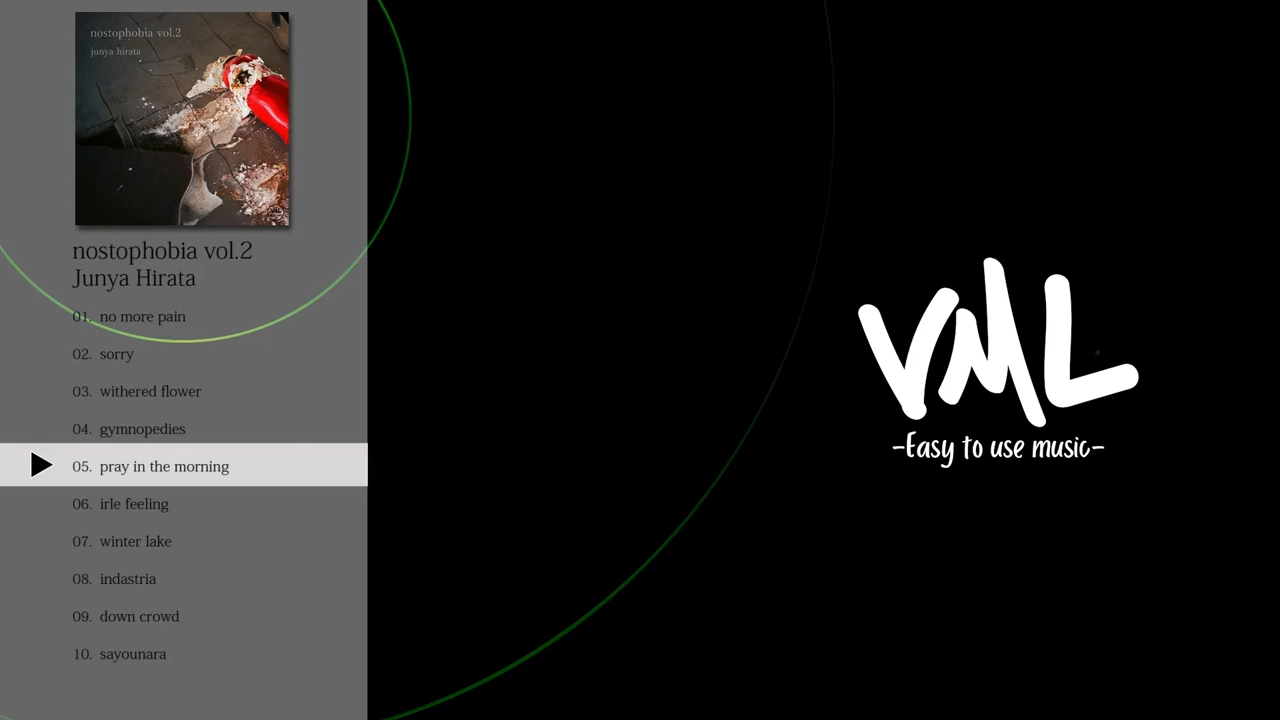 nostophobia vol.2
junya hirata
nostophobia vol.2
Junya Hirata
01. no more pain
02. sorry
03. withered flower
04. gymnopedies
05. pray in the morning
06. irle feeling
07. winter lake
08. indastria
09. down crowd
10. sayounara
VML
-Easy to use music-